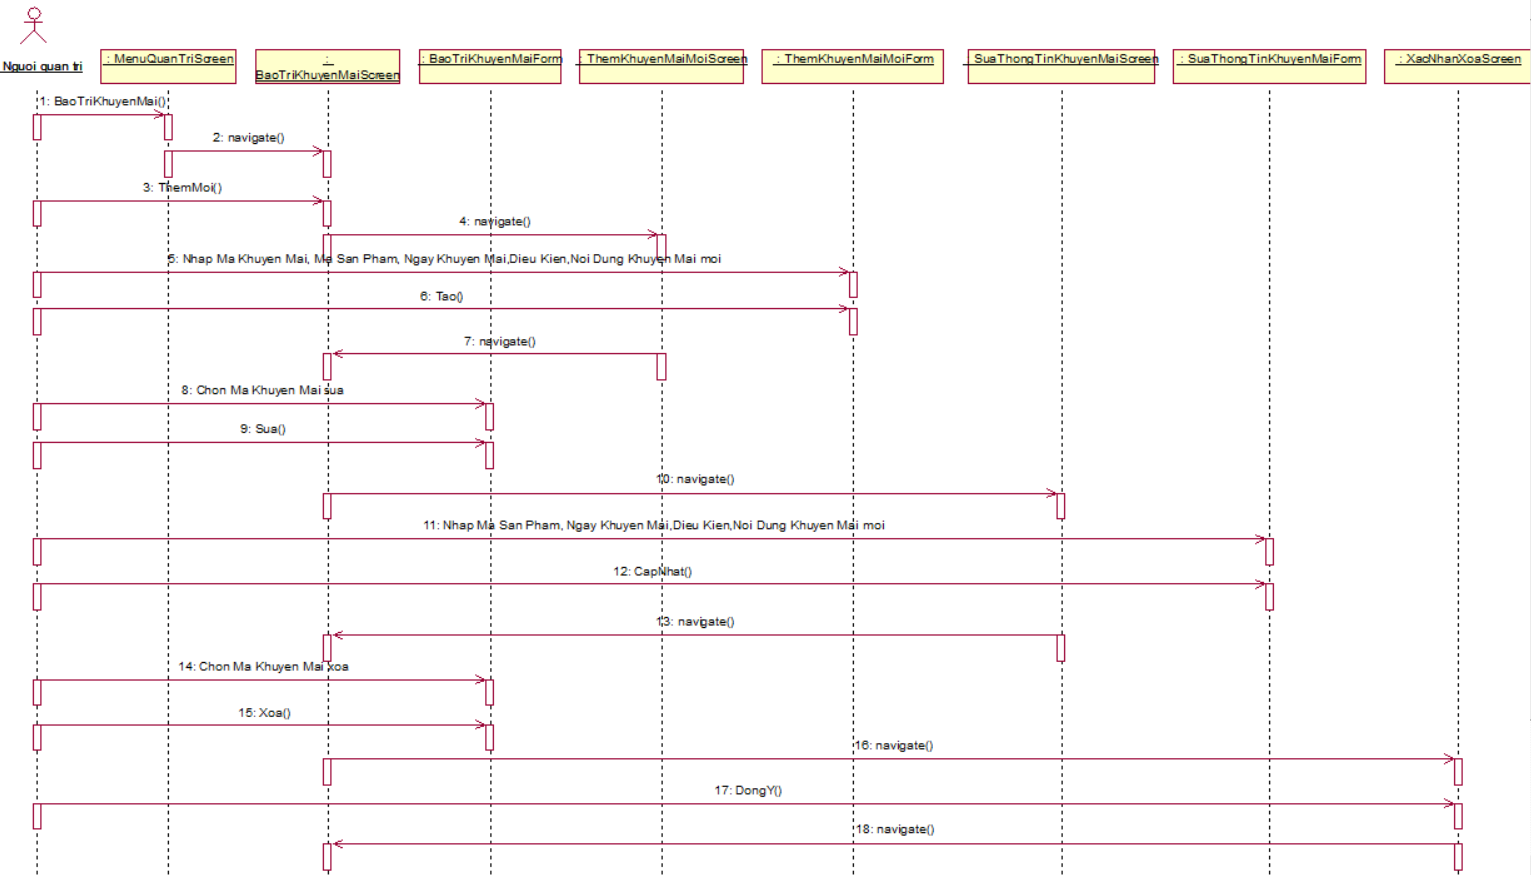 Nguoi quan tri
: MenuQuanTriScreen
:
BaoTriKhuyenMaiScreen
: BaoTriKhuyenMaiForm
: ThemKhuyenMaiMoiScreen
: ThemKhuyenMaiMoiForm
: SuaThongTinKhuyenMaiScreen
: SuaThongTinKhuyenMaiForm
: XacNhanXoaScreen
1: BaoTriKhuyenMai()
2: navigate()
3: ThemMoi()
4: navigate()
5: Nhap Ma Khuyen Mai, Ma San Pham, Ngay Khuyen Mai,Dieu Kien,Noi Dung Khuyen Mai moi
6: Tao()
7: navigate()
8: Chon Ma Khuyen Mai sua
9: Sua()
10: navigate()
11: Nhap Ma San Pham, Ngay Khuyen Mai,Dieu Kien,Noi Dung Khuyen Mai moi
12: CapNhat()
13: navigate()
14: Chon Ma Khuyen Mai xoa
15: Xoa()
16: navigate()
17: DongY()
18: navigate()